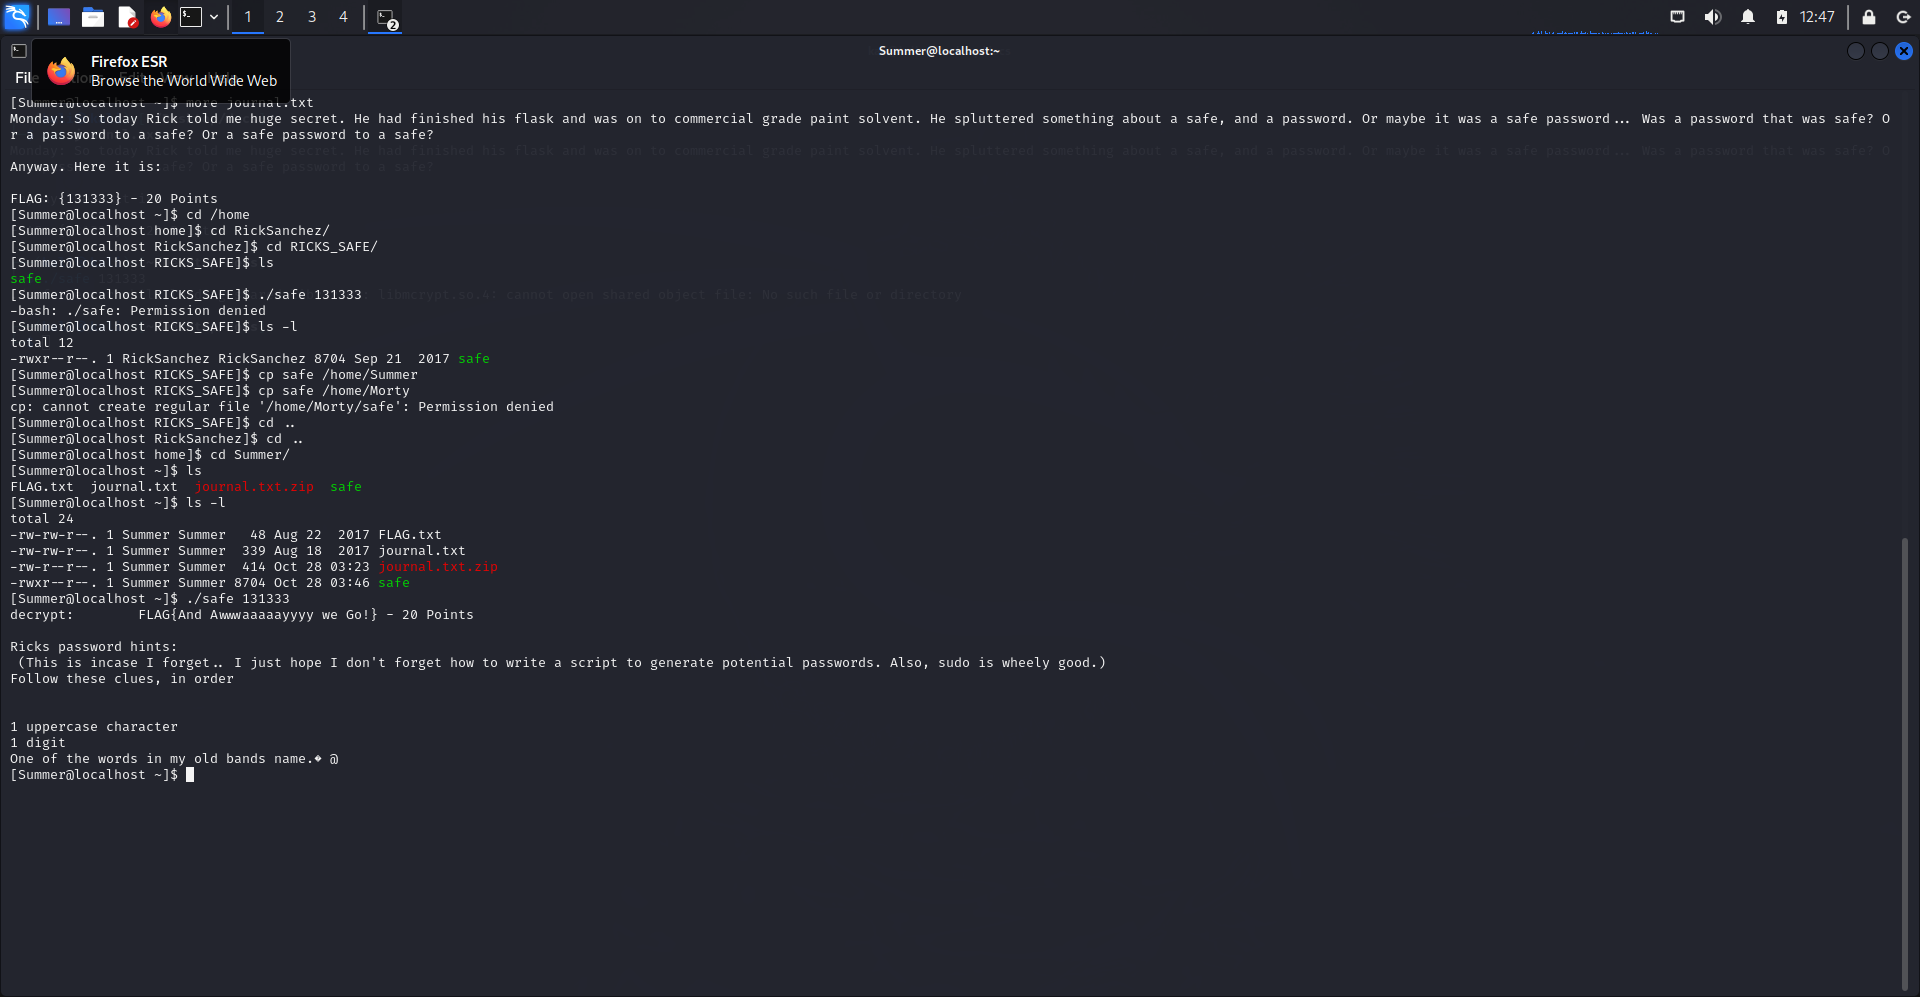 1 2 3 4 2 12:47
Summer@localhost:~
Firefox ESR
File
Browse the World Wide Web
[Summer@localhost ~]$ more journal.txt
Monday: So today Rick told me huge secret. He had finished his flask and was on to commercial grade paint solvent. He spluttered something about a safe, and a password. Or maybe it was a safe password... Was a password that was safe? O
r a password to a safe? Or a safe password to a safe?
Anyway. Here it is:
FLAG: {131333} - 20 Points
[Summer@localhost ~]$ cd /home
[Summer@localhost home]$ cd RickSanchez/
[Summer@localhost RickSanchez]$ cd RICKS_SAFE/
[Summer@localhost RICKS_SAFE]$ ls
safe
[Summer@localhost RICKS_SAFE]$ ./safe 131333
-bash: ./safe: Permission denied
[Summer@localhost RICKS_SAFE]$ ls -l
total 12
-rwxr--r--. 1 RickSanchez RickSanchez 8704 Sep 21  2017 safe
[Summer@localhost RICKS_SAFE]$ cp safe /home/Summer
[Summer@localhost RICKS_SAFE]$ cp safe /home/Morty
cp: cannot create regular file '/home/Morty/safe': Permission denied
[Summer@localhost RICKS_SAFE]$ cd ..
[Summer@localhost RickSanchez]$ cd ..
[Summer@localhost home]$ cd Summer/
[Summer@localhost ~]$ ls
FLAG.txt  journal.txt  journal.txt.zip  safe
[Summer@localhost ~]$ ls -l
total 24
-rw-rw-r--. 1 Summer Summer   48 Aug 22  2017 FLAG.txt
-rw-rw-r--. 1 Summer Summer  339 Aug 18  2017 journal.txt
-rw-rw-r--. 1 Summer Summer  414 Oct 28 03:23 journal.txt.zip
-rwxr--r--. 1 Summer Summer 8704 Oct 28 03:46 safe
[Summer@localhost ~]$ ./safe 131333
decrypt:        FLAG{And Awwwaaaaayyyy we Go!} - 20 Points
Ricks password hints:
(This is incase I forget.. I just hope I don't forget how to write a script to generate potential passwords. Also, sudo is wheely good.)
Follow these clues, in order
1 uppercase character
1 digit
One of the words in my old bands name.� @
[Summer@localhost ~]$